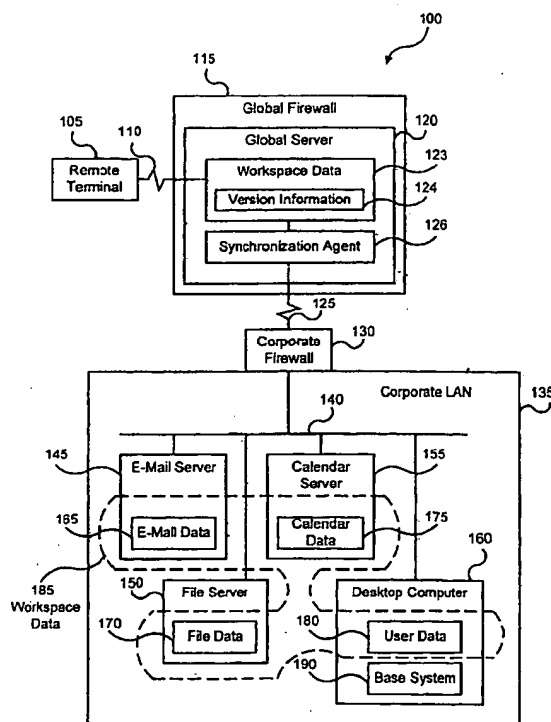 100
115
Global Firewall
120
105
110
Global Server
Remote
Terminal
Workspace Data
123
Version Information
124
Synchronization Agent
126
125
Corporate
Firewall
130
Corporate LAN
135
140
145
E-Mail Server
Calendar
Server
155
165
E-Mail Data
Calendar
Data
175
160
185
Workspace
Data
150
File Server
Desktop Computer
170
File Data
180
User Data
190
Base System